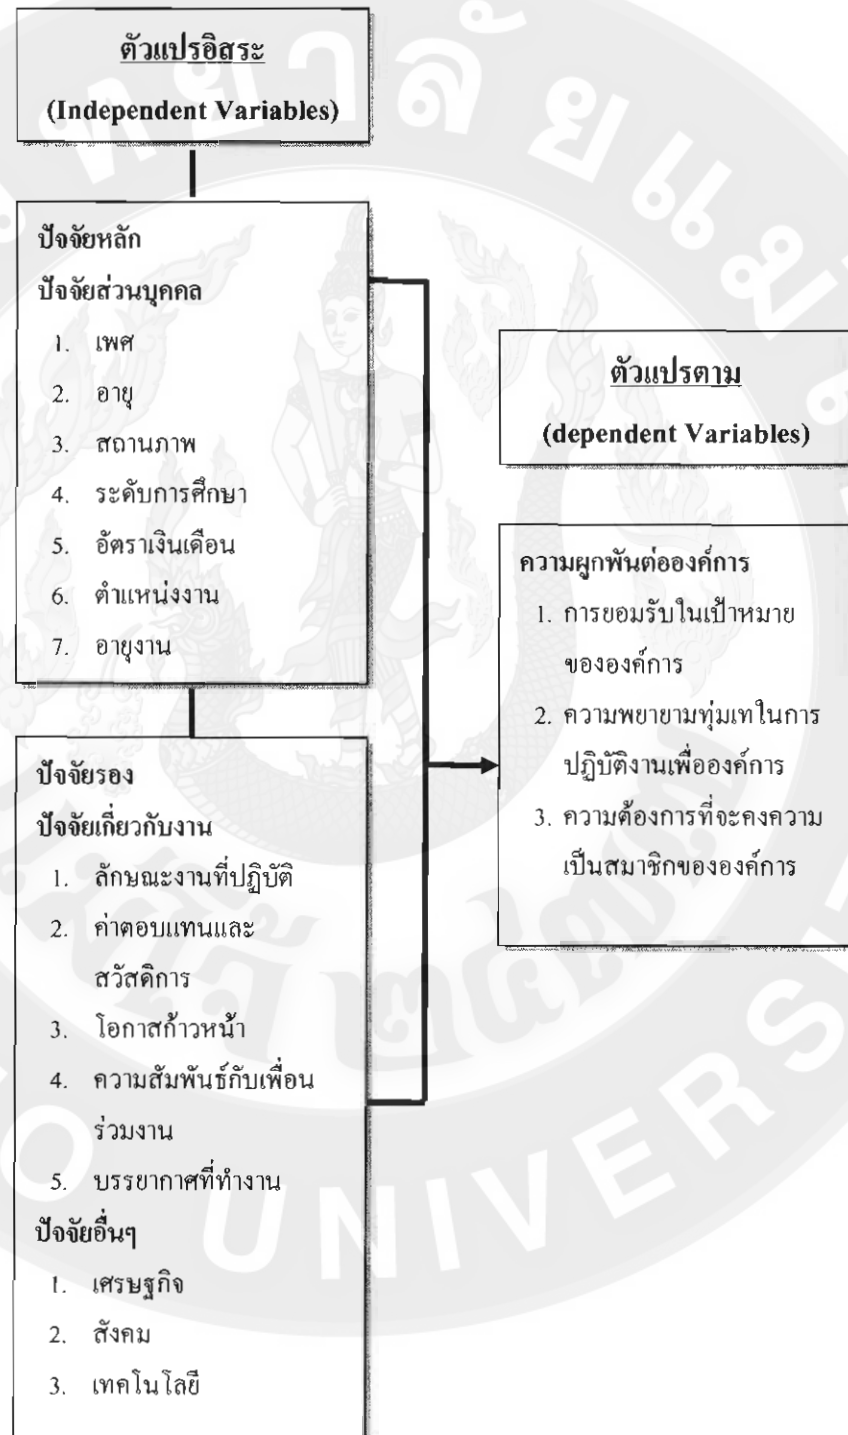 ตัวแปรอิสระ
(Independent Variables)
ปัจจัยหลัก
ปัจจัยส่วนบุคคล
1. เพศ
2. อายุ
3. สถานภาพ
4. ระดับการศึกษา
5. อัตราเงินเดือน
6. ตำแหน่งงาน
7. อายุงาน
ปัจจัยรอง
ปัจจัยเกี่ยวกับงาน
1. ลักษณะงานที่ปฏิบัติ
2. ค่าตอบแทนและ
สวัสดิการ
3. โอกาสก้าวหน้า
4. ความสัมพันธ์กับเพื่อน
ร่วมงาน
5. บรรยากาศที่ทำงาน
ปัจจัยอื่นๆ
1. เศรษฐกิจ
2. สังคม
3. เทคโนโลยี
ตัวแปรตาม
(dependent Variables)
ความผูกพันต่อองค์การ
1. การยอมรับในเป้าหมาย
ขององค์การ
2. ความพยายามทุ่มเทในการ
ปฏิบัติงานเพื่อองค์การ
3. ความต้องการที่จะคงความ
เป็นสมาชิกขององค์การ